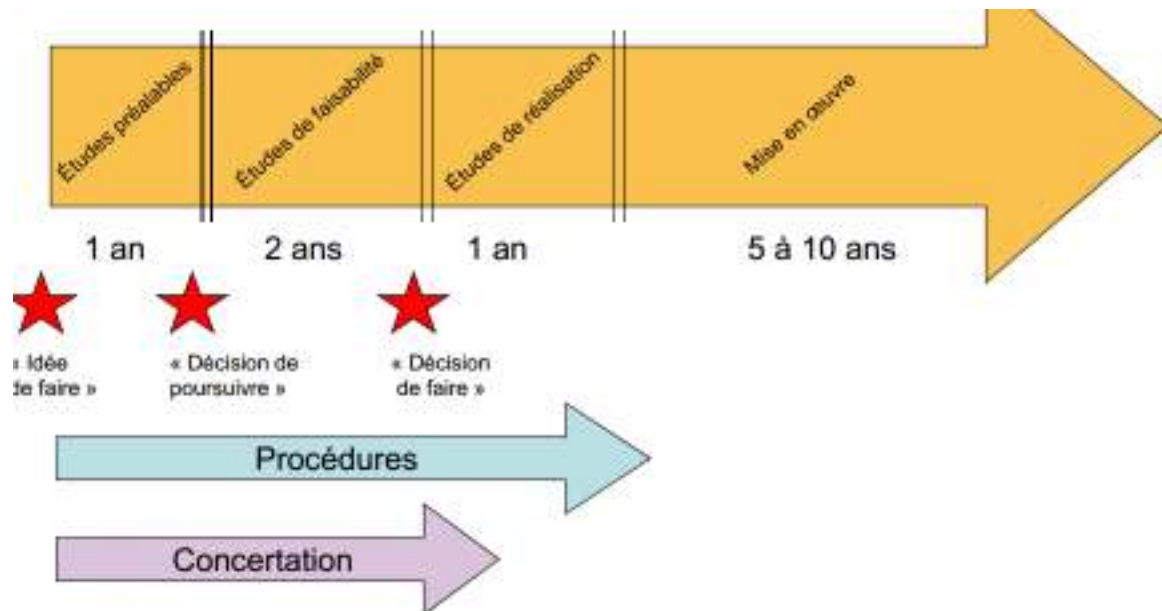 Études préalables
Études de faisabilité
Études de réalisation
Mise en œuvre
1 an
2 ans
1 an
5 à 10 ans
« Idée
de faire »
« Décision de
poursuivre »
« Décision
de faire »
Procédures
Concertation